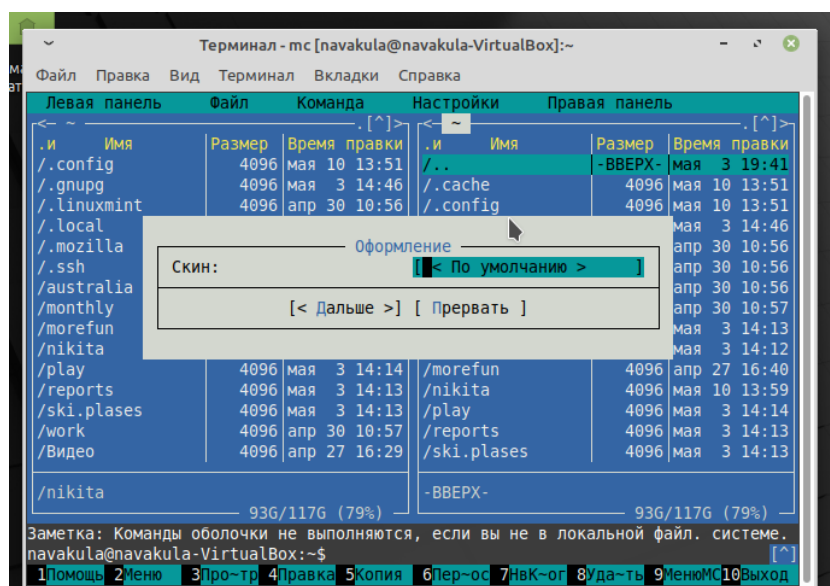 Терминал - mc [navakula@navakula-VirtualBox]:~
Файл Правка Вид Терминал Вкладки Справка
Левая панель Файл Команда Настройки Правая панель
<- ~ .[^]> <- ~ .[^]>
.и Имя Размер Время правки .и Имя Размер Время правки
/.config 4096 мая 10 13:51 /.. -ВВЕРХ- мая 3 19:41
/.gnupg 4096 мая 3 14:46 /.cache 4096 мая 10 13:51
/.linuxmint 4096 апр 30 10:56 /.config 4096 мая 10 13:51
/.local мая 3 14:46
/.mozilla Оформление апр 30 10:56
/.ssh Скин: [ < По умолчанию > ] апр 30 10:56
/australia апр 30 10:56
/monthly [< Дальше >] [ Прервать ] апр 30 10:57
/morefun мая 3 14:13
/nikita мая 3 14:12
/play 4096 мая 3 14:14 /morefun 4096 апр 27 16:40
/reports 4096 мая 3 14:13 /nikita 4096 мая 10 13:59
/ski.plases 4096 мая 3 14:13 /play 4096 мая 3 14:14
/work 4096 апр 30 10:57 /reports 4096 мая 3 14:13
/Видео 4096 апр 27 16:29 /ski.plases 4096 мая 3 14:13
/nikita -ВВЕРХ-
93G/117G (79%) 93G/117G (79%)
Заметка: Команды оболочки не выполняются, если вы не в локальной файл. системе.
navakula@navakula-VirtualBox:~$ [^]
1Помощь 2Меню 3Про~тр 4Правка 5Копия 6Пер~ос 7НвК~ог 8Уда~ть 9МенюMC 10Выход